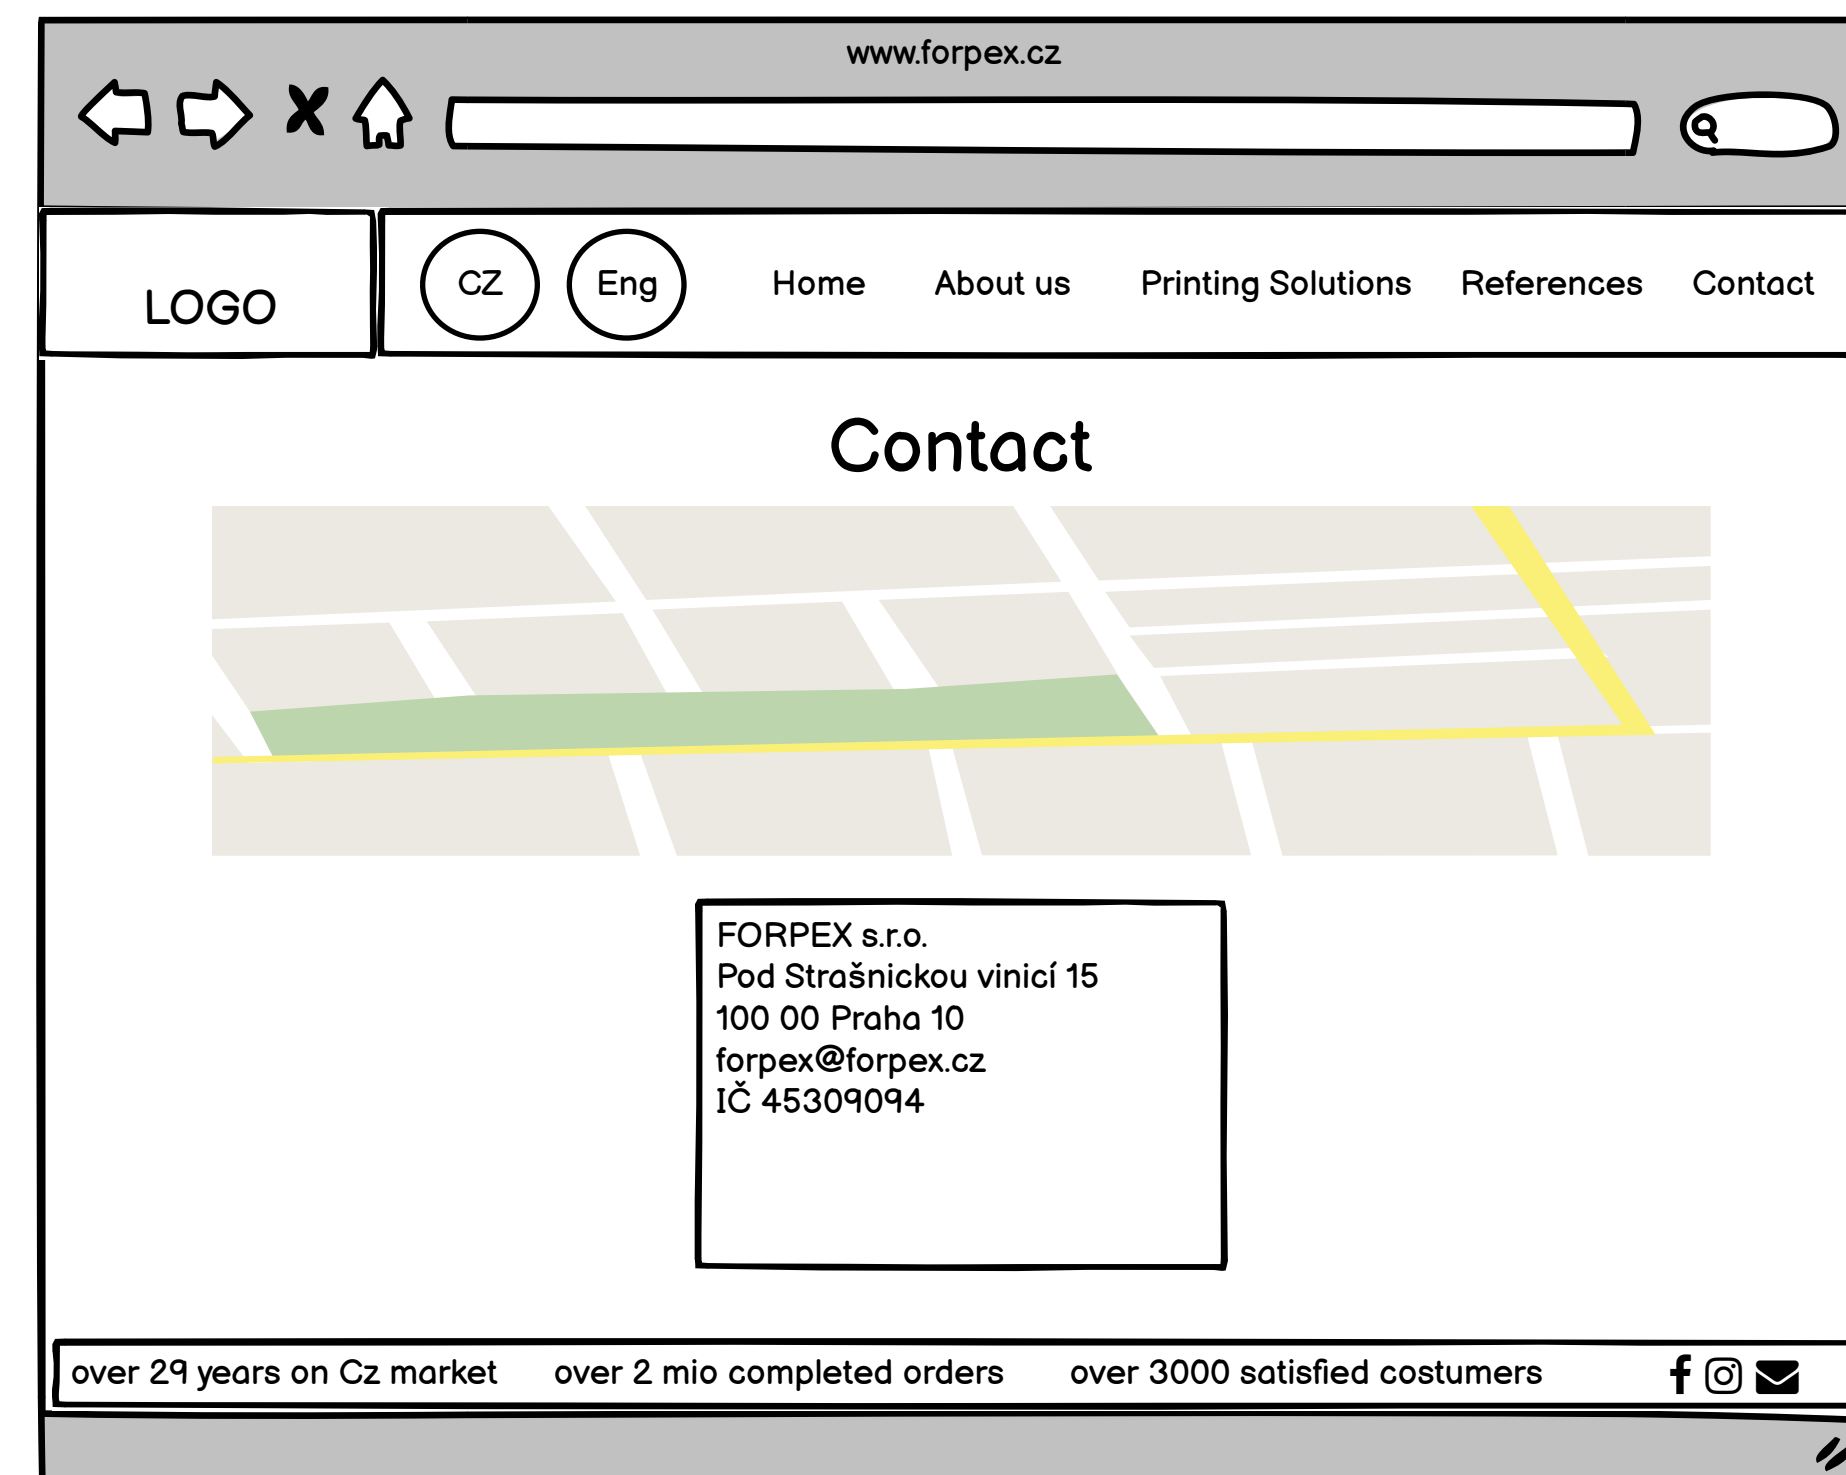 www.forpex.cz
LOGO
CZ Eng Home About us Printing Solutions References Contact
Contact
FORPEX s.r.o.
Pod Strašnickou vinicí 15
100 00 Praha 10
forpex@forpex.cz
IČ 45309094
over 29 years on Cz market over 2 mio completed orders over 3000 satisfied costumers